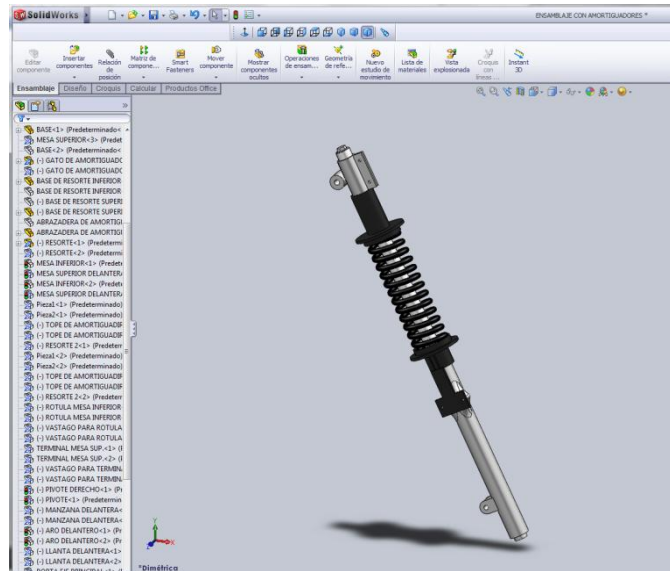 SolidWorks
ENSAMBLAJE CON AMORTIGUADORES *
Editar componente
Insertar componentes
Relación de posición
Matriz de compone...
Smart Fasteners
Mover componente
Mostrar componentes ocultos
Operaciones de ensam...
Geometría de refe...
Nuevo estudio de movimiento
Lista de materiales
Vista explosionada
Croquis con líneas ...
Instant 3D
Ensamblaje Diseño Croquis Calcular Productos Office
BASE<1> (Predeterminado<
MESA SUPERIOR<3> (Predet
BASE<2> (Predeterminado<
(-) GATO DE AMORTIGUADC
(-) GATO DE AMORTIGUADC
BASE DE RESORTE INFERIOR
BASE DE RESORTE INFERIOR
(-) BASE DE RESORTE SUPERI
(-) BASE DE RESORTE SUPERI
ABRAZADERA DE AMORTIGI
ABRAZADERA DE AMORTIGI
(-) RESORTE<1> (Predetermi
(-) RESORTE<2> (Predetermi
MESA INFERIOR<1> (Predete
MESA SUPERIOR DELANTERA
MESA INFERIOR<2> (Predete
MESA SUPERIOR DELANTER
Pieza1<1> (Predeterminado)
Pieza2<1> (Predeterminado)
(-) TOPE DE AMORTIGUADIF
(-) TOPE DE AMORTIGUADIF
(-) RESORTE 2<1> (Predeterr
Pieza1<2> (Predeterminado)
Pieza2<2> (Predeterminado)
(-) TOPE DE AMORTIGUADIF
(-) TOPE DE AMORTIGUADIF
(-) RESORTE 2<2> (Predeterr
(-) ROTULA MESA INFERIOR
(-) ROTULA MESA INFERIOR
(-) VASTAGO PARA ROTULA
(-) VASTAGO PARA ROTULA
TERMINAL MESA SUP.<1> (I
TERMINAL MESA SUP.<2> (I
(-) VASTAGO PARA TERMIN
(-) VASTAGO PARA TERMIN
(-) PIVOTE DERECHO<1> (Pr
(-) PIVOTE<1> (Predetermin
(-) MANZANA DELANTERA<
(-) MANZANA DELANTERA<
(-) ARO DELANTERO<1> (Pr
(-) ARO DELANTERO<2> (Pr
(-) LLANTA DELANTERA<1>
(-) LLANTA DELANTERA<2>
*Dimétrica